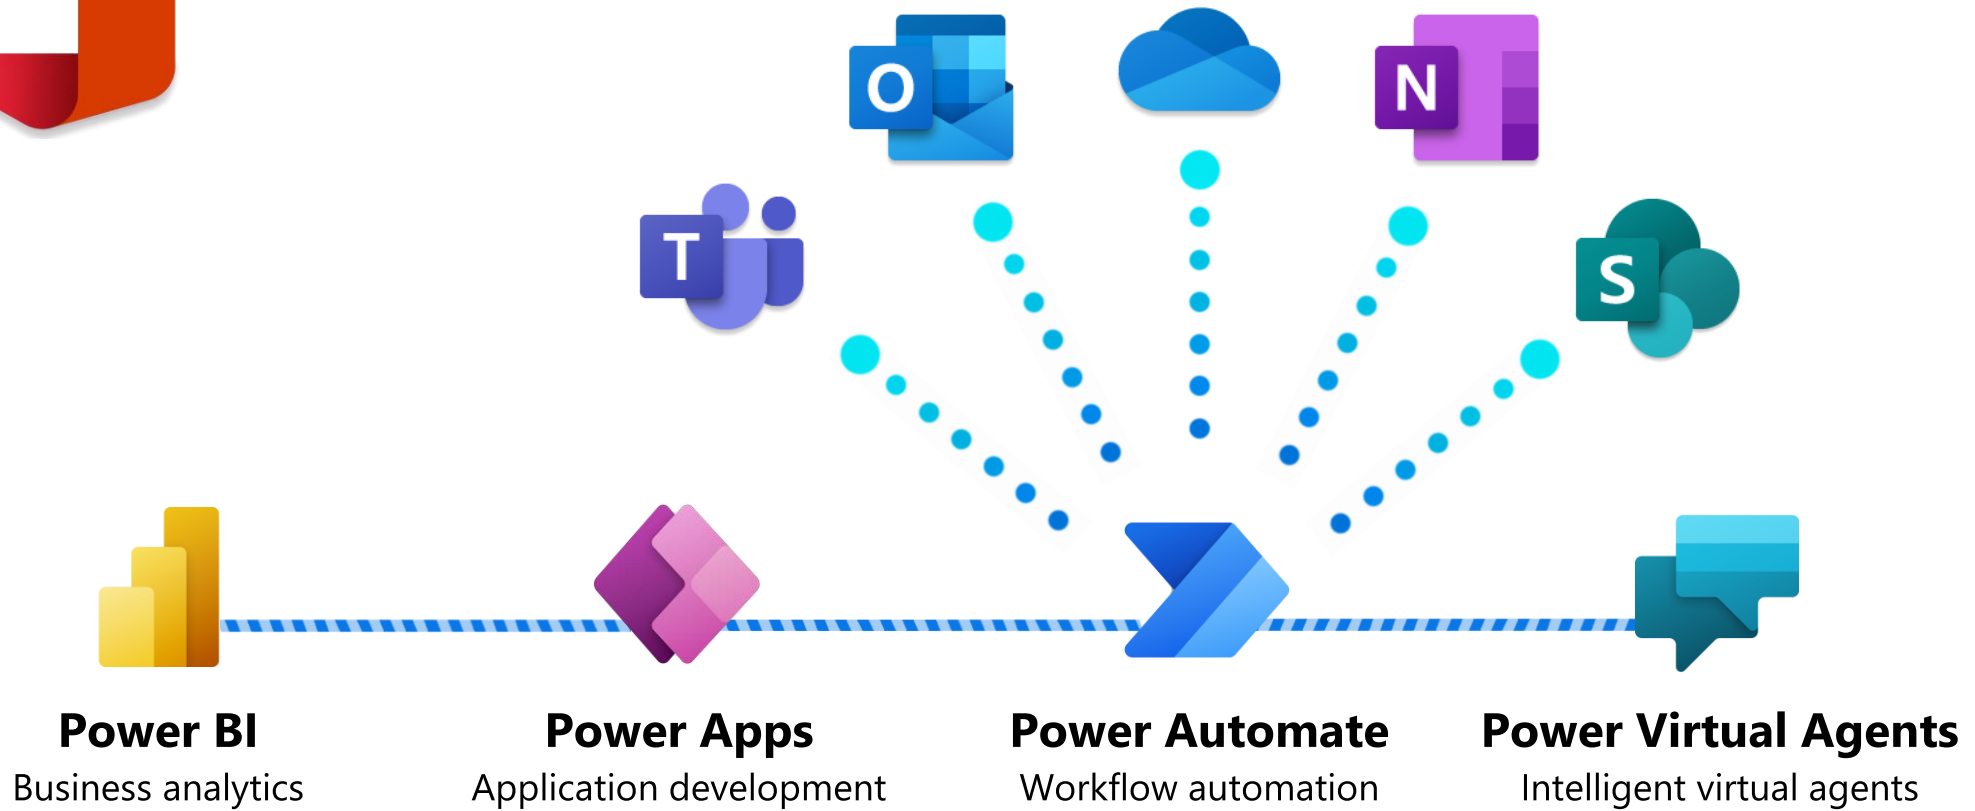 O
N
T
S
Power BI
Business analytics
Power Apps
Application development
Power Automate
Workflow automation
Power Virtual Agents
Intelligent virtual agents